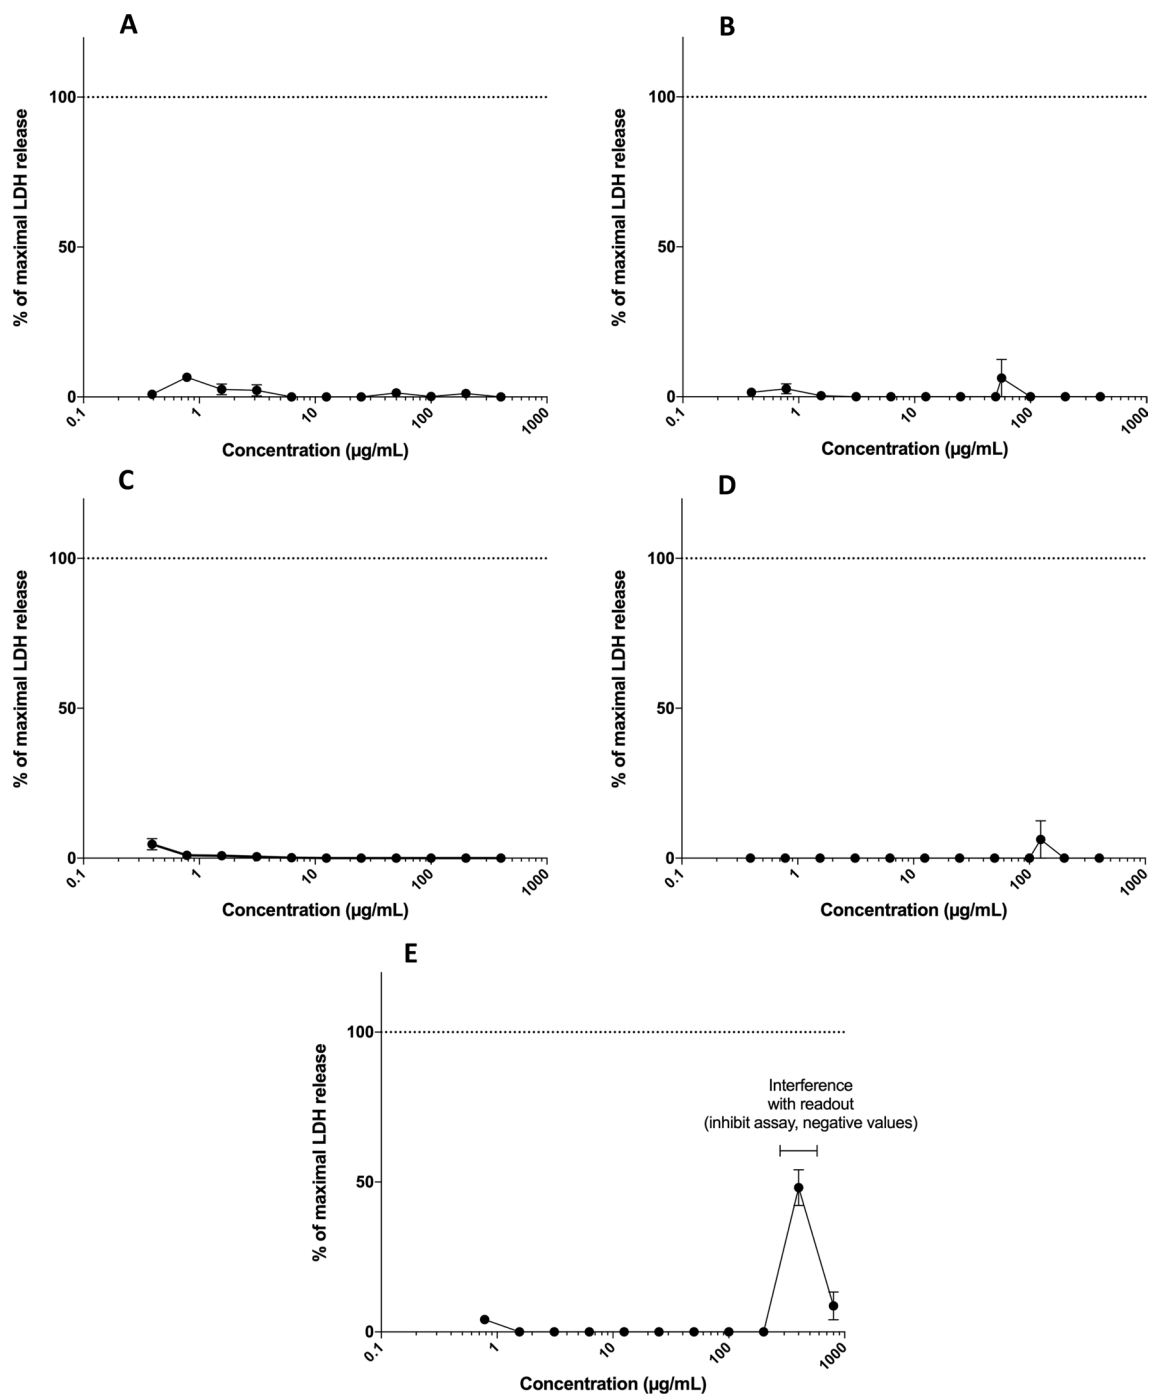 A
% of maximal LDH release
100
50
0
0.1
1
10
100
1000
Concentration (µg/mL)
B
% of maximal LDH release
100
50
0
0.1
1
10
100
1000
Concentration (µg/mL)
C
% of maximal LDH release
100
50
0
0.1
1
10
100
1000
Concentration (µg/mL)
D
% of maximal LDH release
100
50
0
0.1
1
10
100
1000
Concentration (µg/mL)
E
% of maximal LDH release
100
50
0
Interference
with readout
(inhibit assay, negative values)
0.1
1
10
100
1000
Concentration (µg/mL)